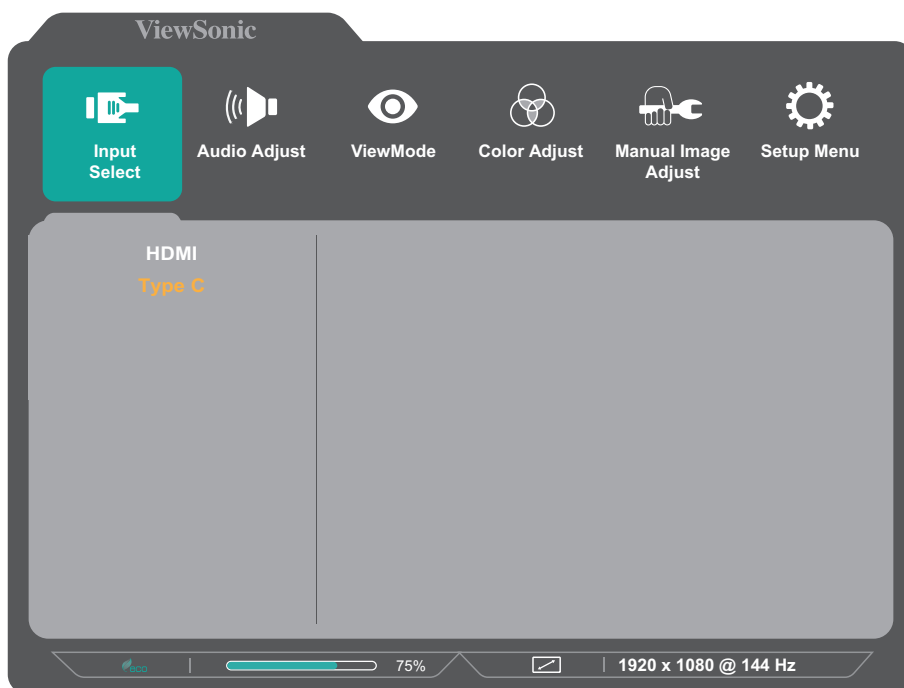 ViewSonic
Input Select
Audio Adjust
ViewMode
Color Adjust
Manual Image Adjust
Setup Menu
HDMI
Type C
eco
75%
1920 x 1080 @ 144 Hz